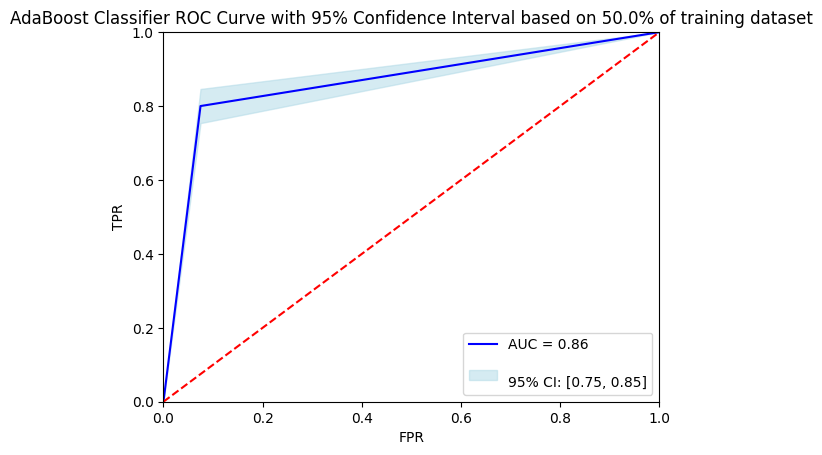 AdaBoost Classifier ROC Curve with 95% Confidence Interval based on 50.0% of training dataset
1.0
0.8
0.6
0.4
0.2
0.0
TPR
0.0 0.2 0.4 0.6 0.8 1.0
FPR
AUC = 0.86
95% CI: [0.75, 0.85]